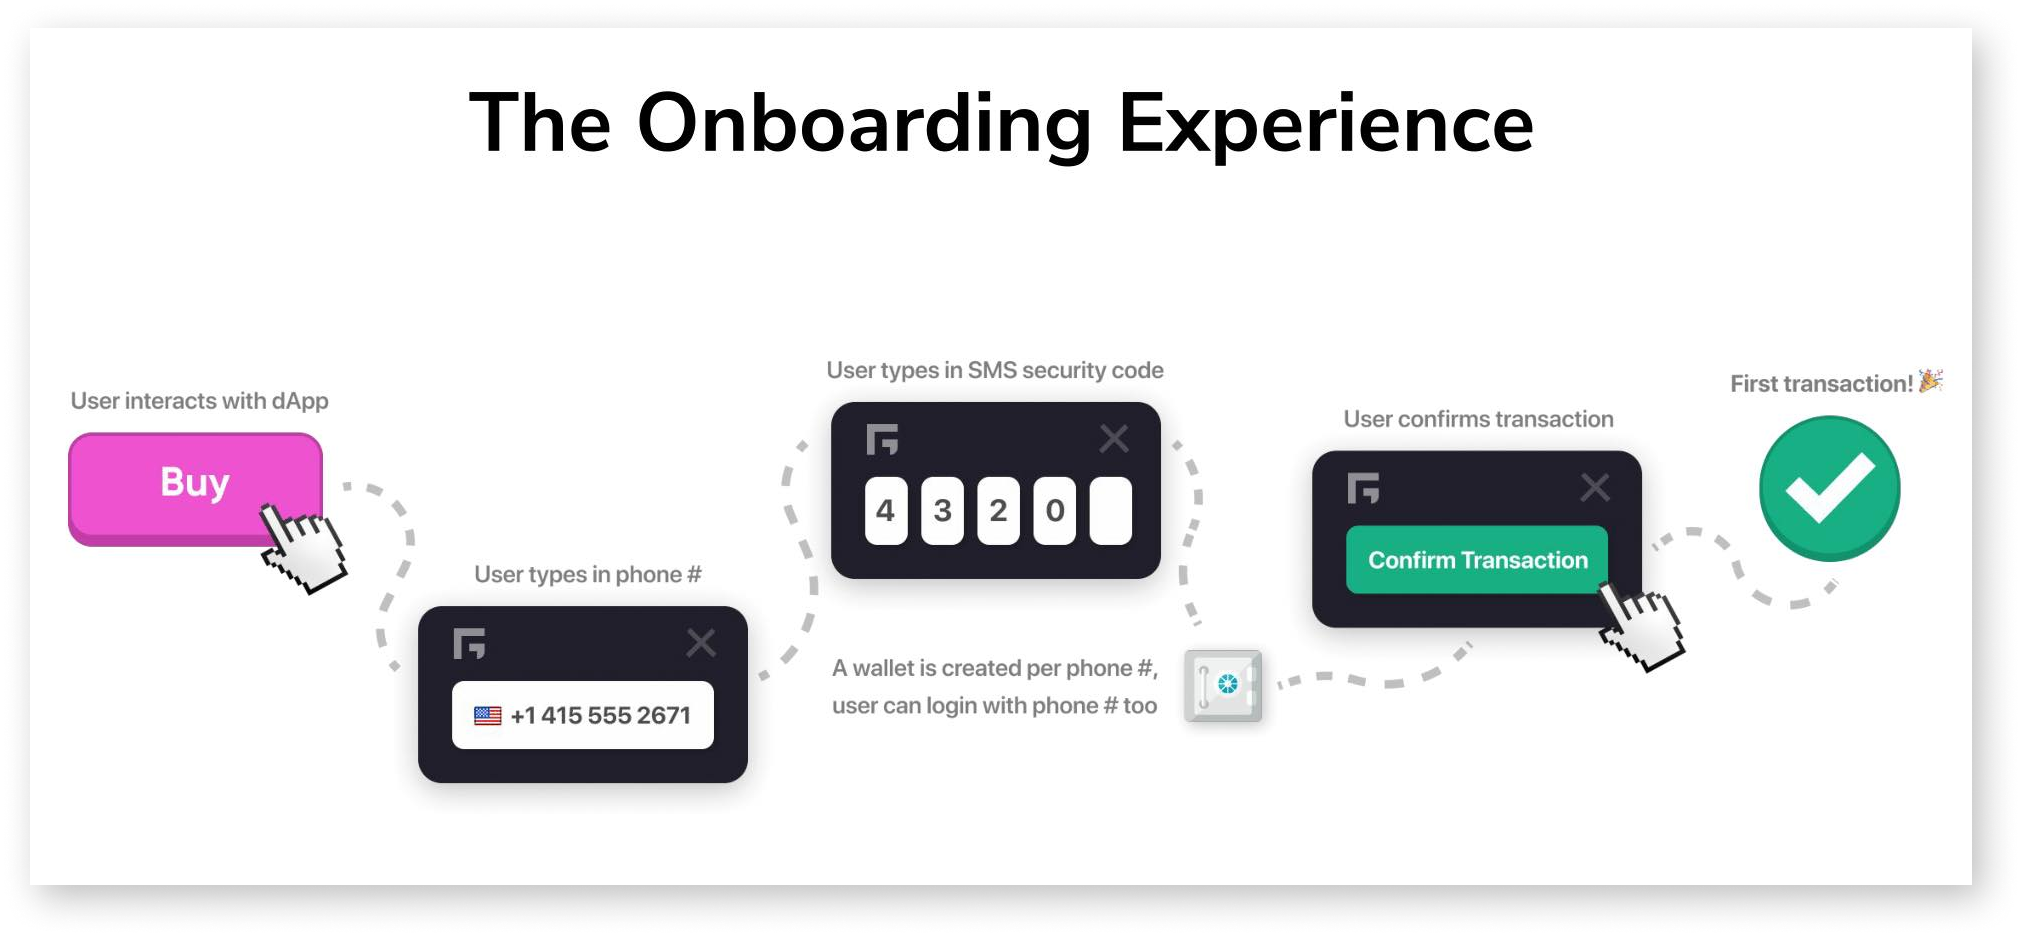 The Onboarding Experience
User interacts with dApp
Buy
User types in phone #
+1 415 555 2671
User types in SMS security code
4 3 2 0
A wallet is created per phone #,
user can login with phone # too
User confirms transaction
Confirm Transaction
First transaction! 🎉